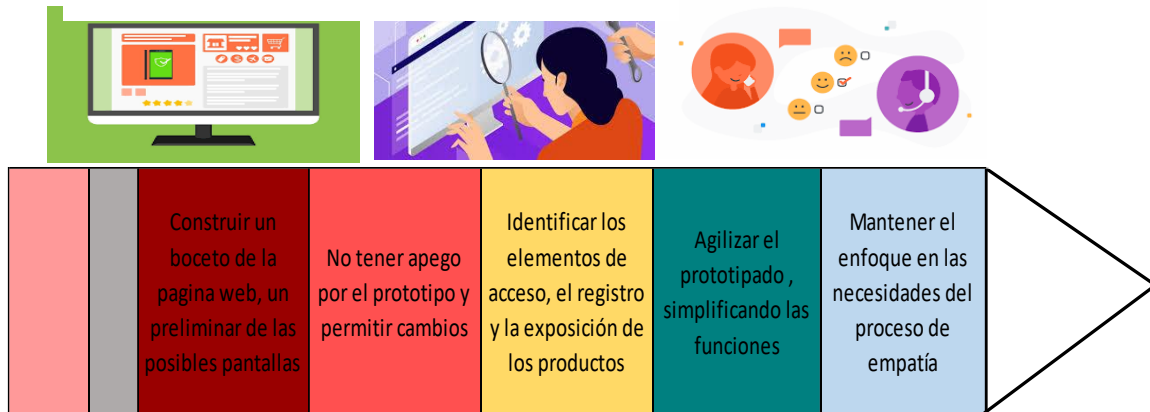 Construir un
boceto de la
pagina web, un
preliminar de las
posibles pantallas
No tener apego
por el prototipo y
permitir cambios
Identificar los
elementos de
acceso, el registro
y la exposición de
los productos
Agilizar el
prototipado ,
simplificando las
funciones
Mantener el
enfoque en las
necesidades del
proceso de
empatía